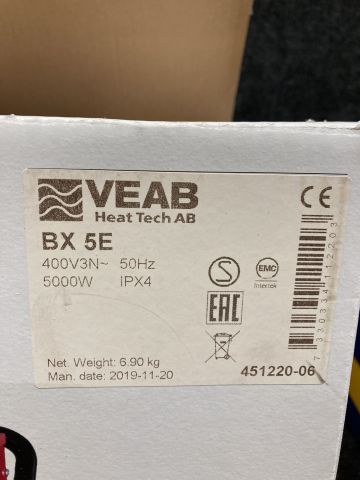 VEAB
Heat Tech AB
CE
BX 5E
400V3N~ 50Hz
5000W IPX4
S
EMC
Intertek
EAC
7330334112203
Net. Weight: 6.90 kg
Man. date: 2019-11-20
451220-06